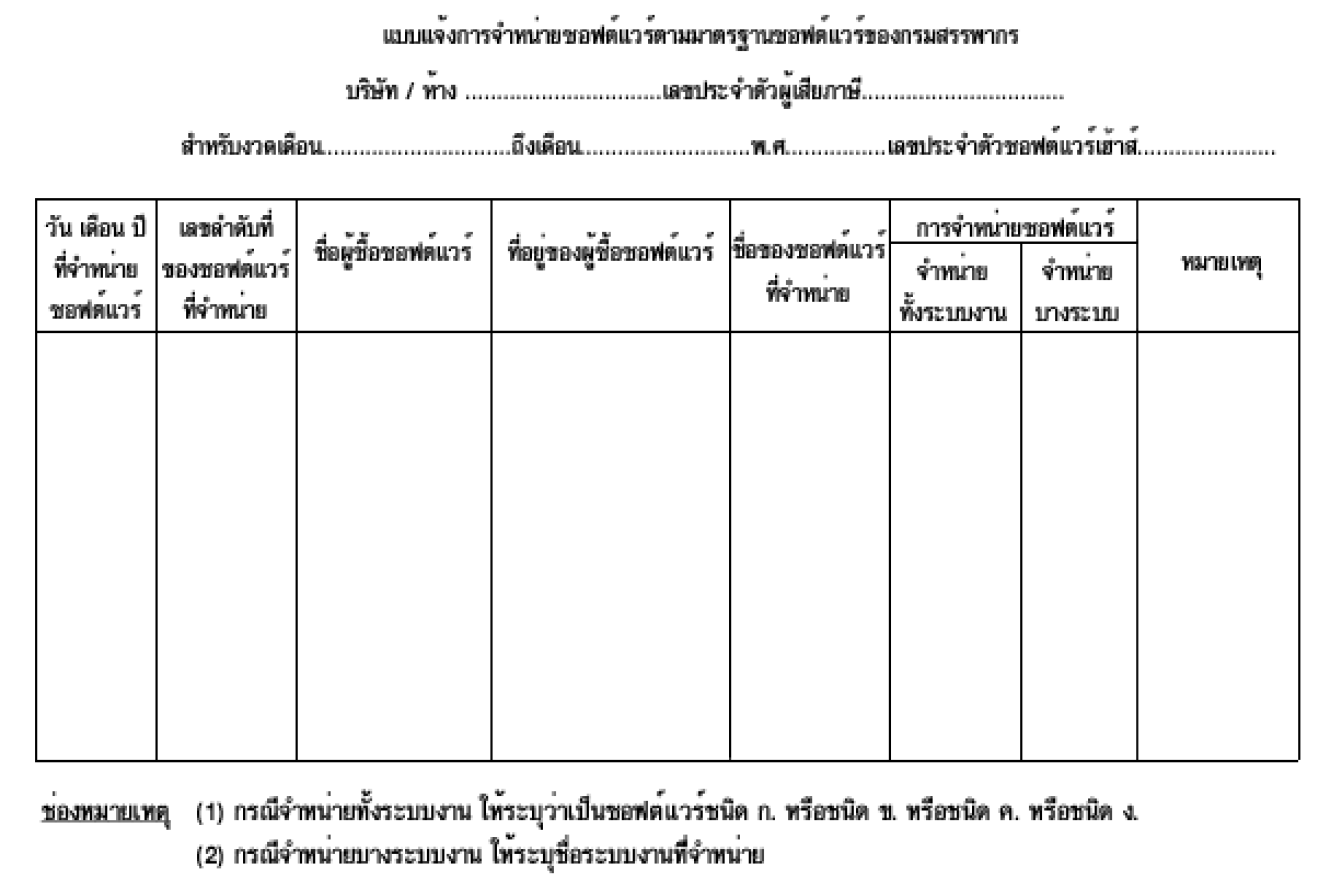 แบบแจ้งการจำหน่ายซอฟต์แวร์ตามมาตรฐานซอฟต์แวร์ของกรมสรรพากร
บริษัท / ห้าง ...............................เลขประจำตัวผู้เสียภาษี................................
สำหรับงวดเดือน..............................ถึงเดือน...........................พ.ศ................เลขประจำตัวซอฟต์แวร์เฮ้าส์......................
วัน เดือน ปี
ที่จำหน่าย
ซอฟต์แวร์
เลขลำดับที่
ของซอฟต์แวร์
ที่จำหน่าย
ชื่อผู้ซื้อซอฟต์แวร์
ที่อยู่ของผู้ซื้อซอฟต์แวร์
ชื่อของซอฟต์แวร์
ที่จำหน่าย
การจำหน่ายซอฟต์แวร์
จำหน่าย
ทั้งระบบงาน
จำหน่าย
บางระบบ
หมายเหตุ
ช่องหมายเหตุ (1) กรณีจำหน่ายทั้งระบบงาน ให้ระบุว่าเป็นซอฟต์แวร์ชนิด ก. หรือชนิด ข. หรือชนิด ค. หรือชนิด ง.
(2) กรณีจำหน่ายบางระบบงาน ให้ระบุชื่อระบบงานที่จำหน่าย